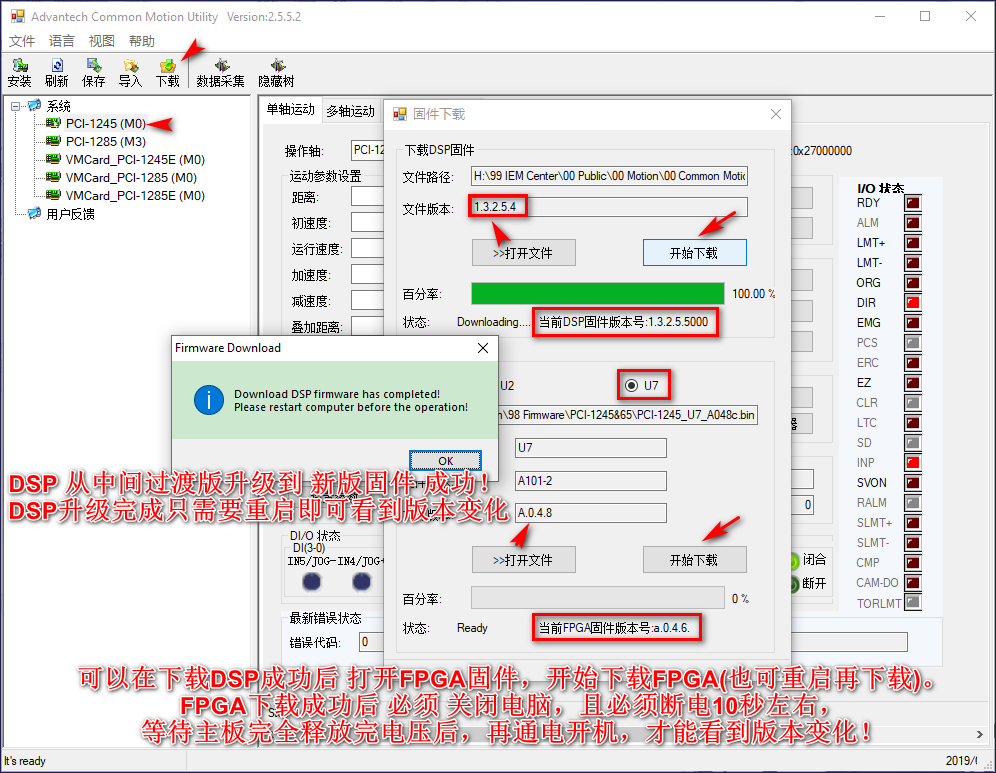 Advantech Common Motion Utility Version:2.5.5.2
文件 语言 视图 帮助
安装 刷新 保存 导入 下载 数据采集 隐藏树
系统
PCI-1245 (M0)
PCI-1285 (M3)
VMCard_PCI-1245E (M0)
VMCard_PCI-1285 (M0)
VMCard_PCI-1285E (M0)
用户反馈
单轴运动 多轴运动
操作轴: PCI-12
运动参数设置
距离:
初速度:
运行速度:
加速度:
减速度:
叠加距离:
固件下载
下载DSP固件
文件路径: H:\99 IEM Center\00 Public\00 Motion\00 Common Motic
文件版本: 1.3.2.5.4
>>打开文件 开始下载
百分率: 100.00 %
状态: Downloading.... 当前DSP固件版本号:1.3.2.5.5000
:0x27000000
U2 U7
\98 Firmware\PCI-1245&65\PCI-1245_U7_A048c.bin
U7
A101-2
A.0.4.8
>>打开文件 开始下载
百分率: 0 %
状态: Ready 当前FPGA固件版本号:a.0.4.6.
Firmware Download
Download DSP firmware has completed!
Please restart computer before the operation!
OK
DSP 从中间过渡版升级到 新版固件 成功！
DSP升级完成只需要重启即可看到版本变化
I/O 状态
RDY
ALM
LMT+
LMT-
ORG
DIR
EMG
PCS
ERC
EZ
CLR
LTC
SD
INP
SVON
RALM
SLMT+
SLMT-
CMP
CAM-DO
TORLMT
0
闭合
断开
DI/O 状态
DI(3-0)
IN5/JOG-IN4/JOG+
最新错误状态
错误代码: 0
可以在下载DSP成功后 打开FPGA固件，开始下载FPGA(也可重启再下载)。
FPGA下载成功后 必须 关闭电脑，且必须断电10秒左右，
等待主板完全释放完电压后，再通电开机，才能看到版本变化！
It's ready
2019/